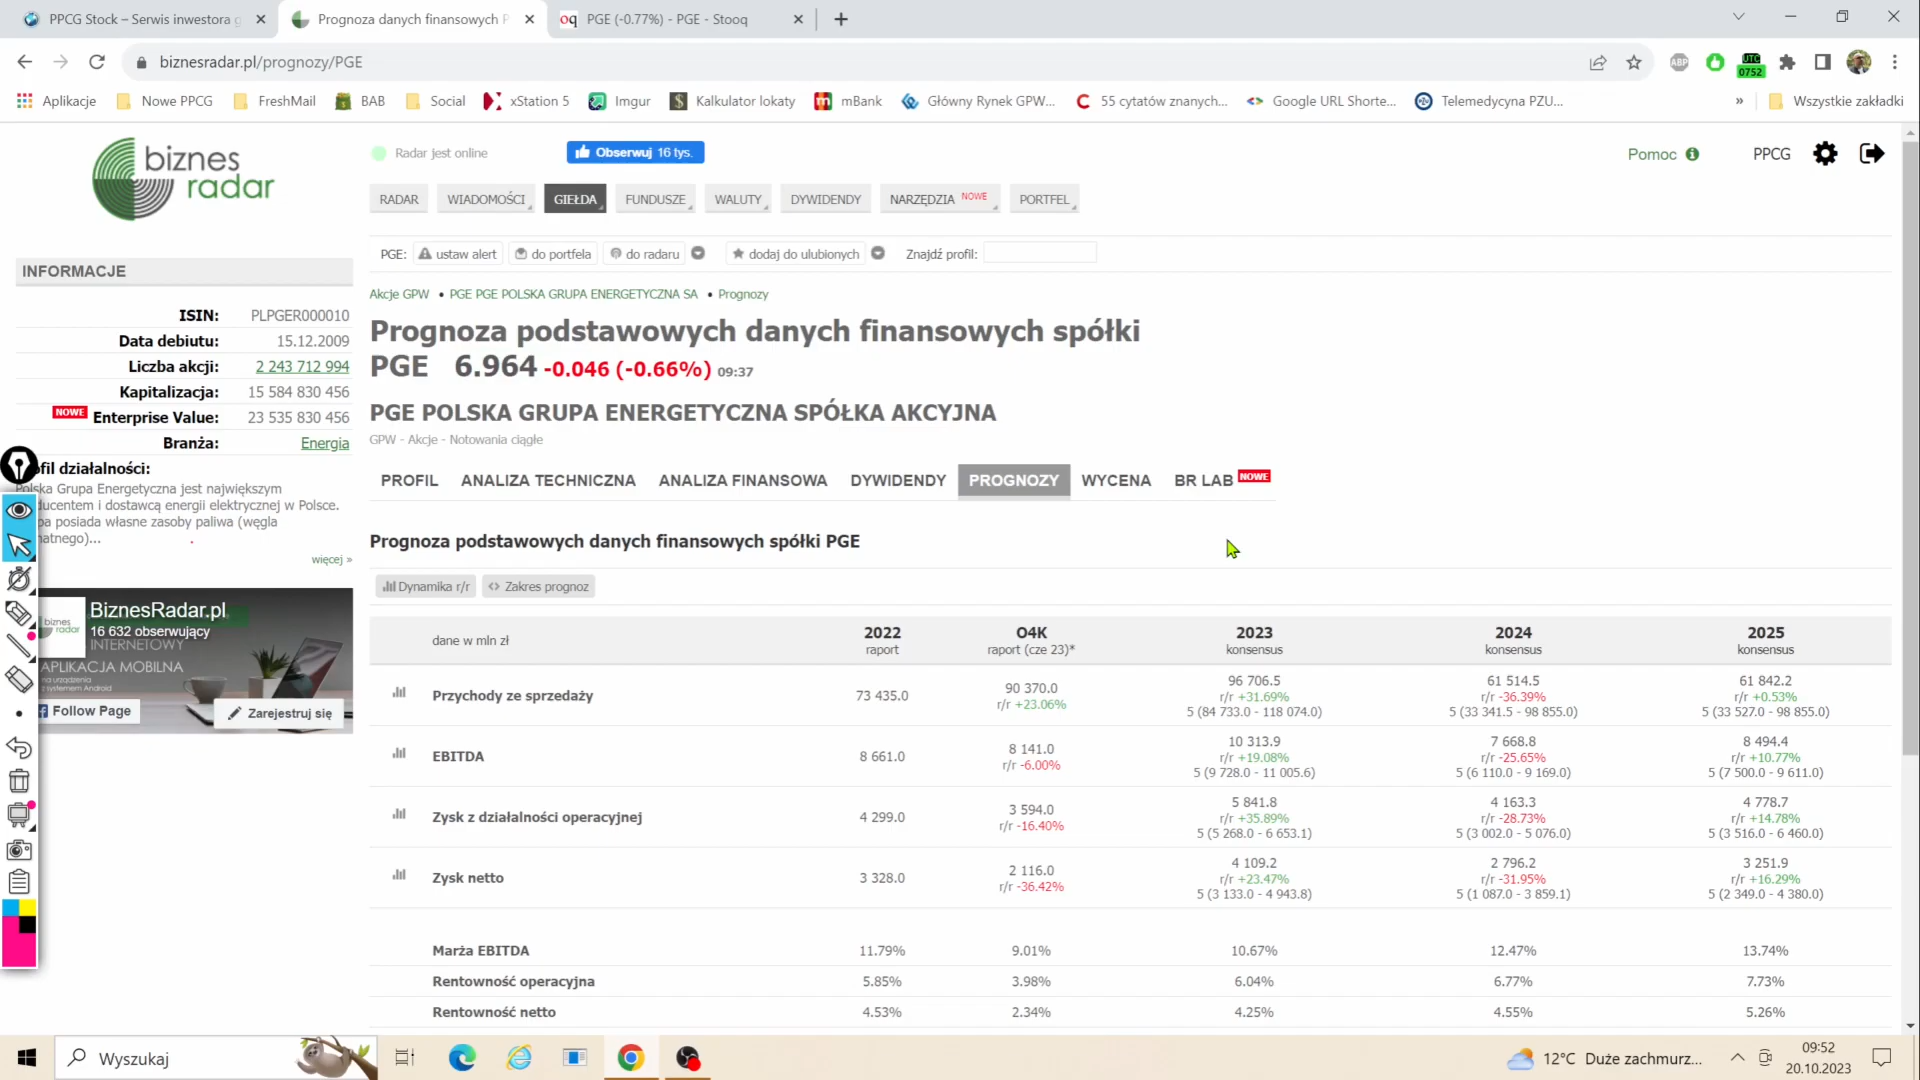 PPCG Stock – Serwis inwestora g
Prognoza danych finansowych P
PGE (-0.77%) - PGE - Stooq
biznesradar.pl/prognozy/PGE
ABP
UTC
0752
Aplikacje
Nowe PPCG
FreshMail
BAB
Social
xStation 5
Imgur
Kalkulator lokaty
mBank
Główny Rynek GPW...
55 cytatów znanych...
Google URL Shorte...
Telemedycyna PZU...
»
Wszystkie zakładki
biznes
radar
Radar jest online
Obserwuj 16 tys.
Pomoc
PPCG
RADAR
WIADOMOŚCI
GIEŁDA
FUNDUSZE
WALUTY
DYWIDENDY
NARZĘDZIA NOWE
PORTFEL
PGE:
ustaw alert
do portfela
do radaru
dodaj do ulubionych
Znajdź profil:
INFORMACJE
ISIN: PLPGER000010
Data debiutu: 15.12.2009
Liczba akcji: 2 243 712 994
Kapitalizacja: 15 584 830 456
NOWE Enterprise Value: 23 535 830 456
Branża: Energia
fil działalności:
Polska Grupa Energetyczna jest największym
ducentem i dostawcą energii elektrycznej w Polsce.
pa posiada własne zasoby paliwa (węgla
natnego)...
więcej »
biznes
radar
BiznesRadar.pl
16 632 obserwujący
INTERNETOWY
APLIKACJA MOBILNA
z systemem Android
Follow Page
Zarejestruj się
Akcje GPW • PGE PGE POLSKA GRUPA ENERGETYCZNA SA • Prognozy
Prognoza podstawowych danych finansowych spółki
PGE 6.964 -0.046 (-0.66%) 09:37
PGE POLSKA GRUPA ENERGETYCZNA SPÓŁKA AKCYJNA
GPW - Akcje - Notowania ciągłe
PROFIL
ANALIZA TECHNICZNA
ANALIZA FINANSOWA
DYWIDENDY
PROGNOZY
WYCENA
BR LAB NOWE
Prognoza podstawowych danych finansowych spółki PGE
Dynamika r/r
Zakres prognoz
dane w mln zł
2022
raport
O4K
raport (cze 23)*
2023
konsensus
2024
konsensus
2025
konsensus
Przychody ze sprzedaży
73 435.0
90 370.0
r/r +23.06%
96 706.5
r/r +31.69%
5 (84 733.0 - 118 074.0)
61 514.5
r/r -36.39%
5 (33 341.5 - 98 855.0)
61 842.2
r/r +0.53%
5 (33 527.0 - 98 855.0)
EBITDA
8 661.0
8 141.0
r/r -6.00%
10 313.9
r/r +19.08%
5 (9 728.0 - 11 005.6)
7 668.8
r/r -25.65%
5 (6 110.0 - 9 169.0)
8 494.4
r/r +10.77%
5 (7 500.0 - 9 611.0)
Zysk z działalności operacyjnej
4 299.0
3 594.0
r/r -16.40%
5 841.8
r/r +35.89%
5 (5 268.0 - 6 653.1)
4 163.3
r/r -28.73%
5 (3 002.0 - 5 076.0)
4 778.7
r/r +14.78%
5 (3 516.0 - 6 460.0)
Zysk netto
3 328.0
2 116.0
r/r -36.42%
4 109.2
r/r +23.47%
5 (3 133.0 - 4 943.8)
2 796.2
r/r -31.95%
5 (1 087.0 - 3 859.1)
3 251.9
r/r +16.29%
5 (2 349.0 - 4 380.0)
Marża EBITDA 11.79% 9.01% 10.67% 12.47% 13.74%
Rentowność operacyjna 5.85% 3.98% 6.04% 6.77% 7.73%
Rentowność netto 4.53% 2.34% 4.25% 4.55% 5.26%
Wyszukaj
12°C Duże zachmurz...
09:52
20.10.2023